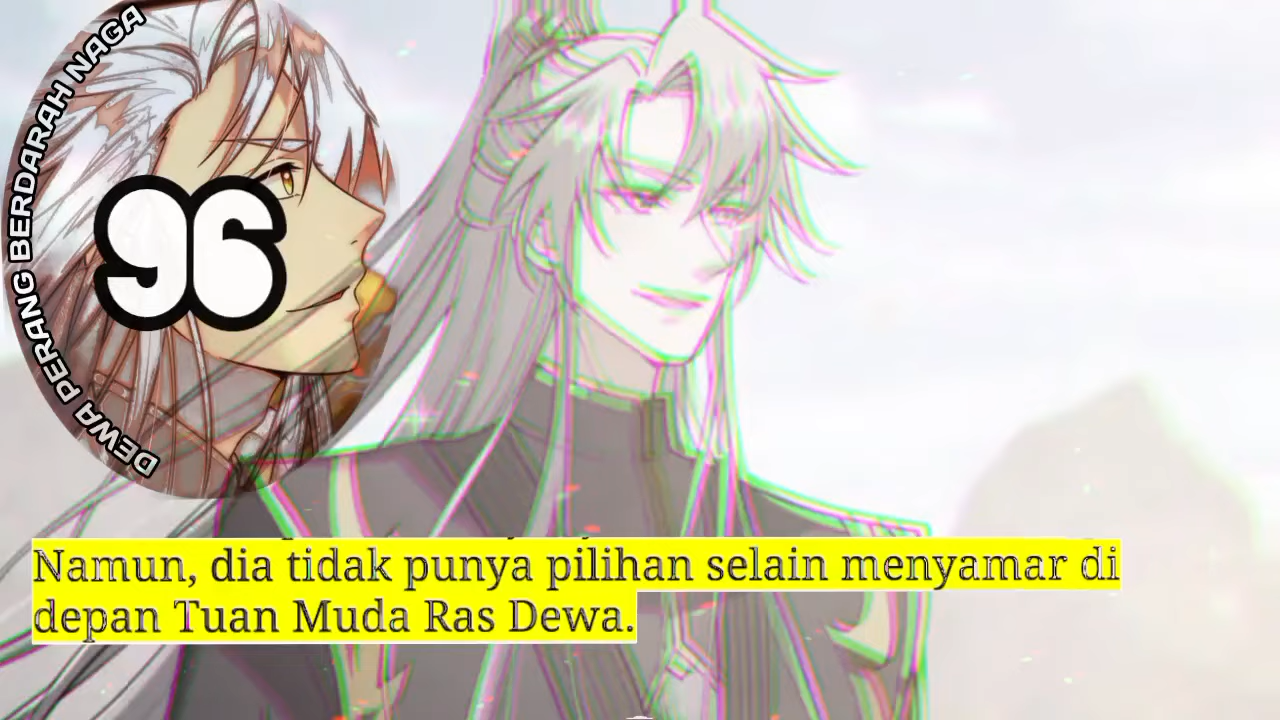 DEWA PERANG BERDARAH NAGA
96
Namun, dia tidak punya pilihan selain menyamar di
depan Tuan Muda Ras Dewa.